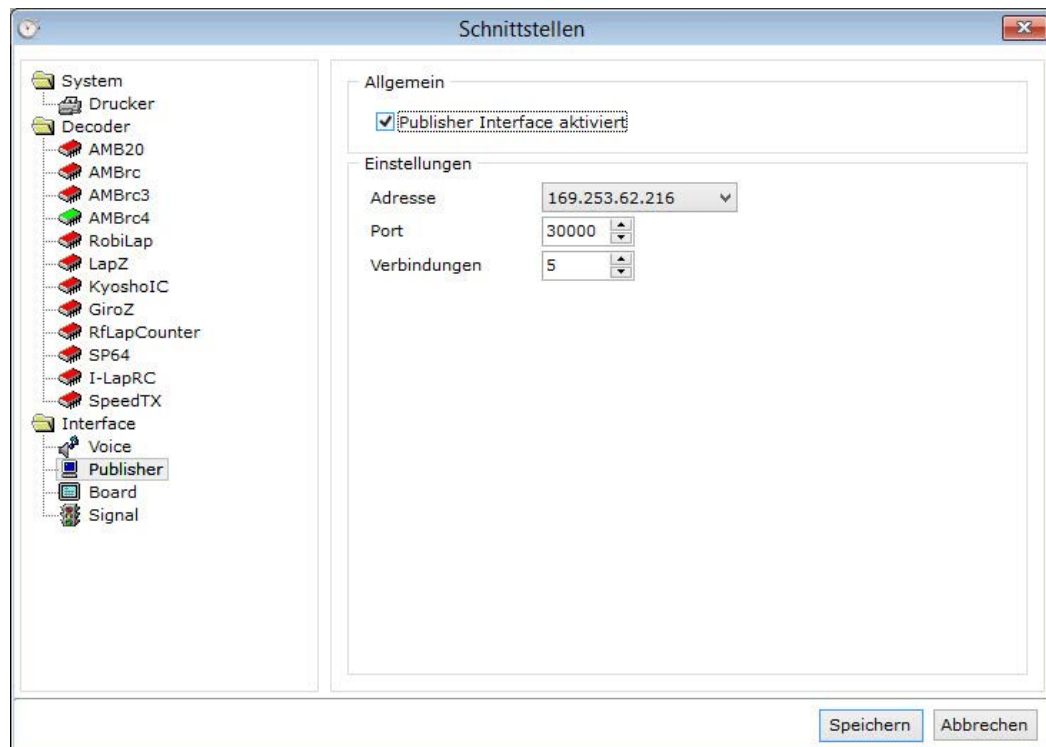 Schnittstellen
System
Drucker
Decoder
AMB20
AMBrc
AMBrc3
AMBrc4
RobiLap
LapZ
KyoshoIC
GiroZ
RfLapCounter
SP64
I-LapRC
SpeedTX
Interface
Voice
Publisher
Board
Signal
Allgemein
Publisher Interface aktiviert
Einstellungen
Adresse 169.253.62.216
Port 30000
Verbindungen 5
Speichern Abbrechen